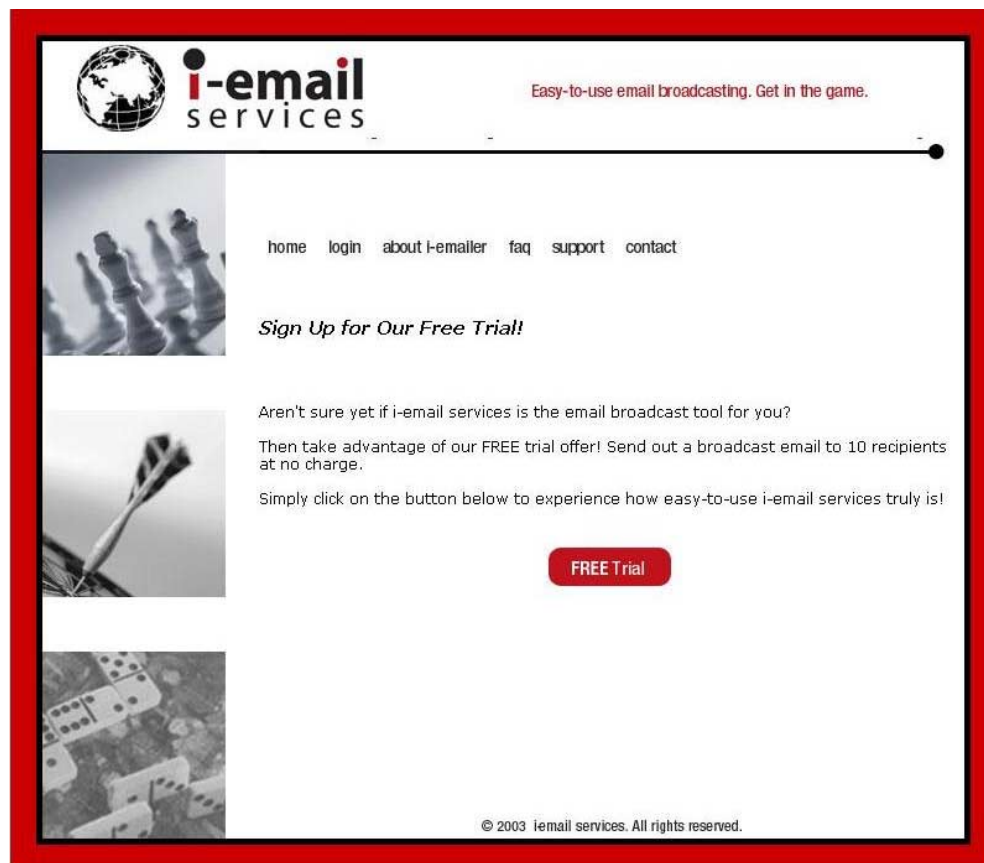 i-email
services
Easy-to-use email broadcasting. Get in the game.
home login about i-emailer faq support contact
Sign Up for Our Free Trial!
Aren't sure yet if i-email services is the email broadcast tool for you?
Then take advantage of our FREE trial offer! Send out a broadcast email to 10 recipients
at no charge.
Simply click on the button below to experience how easy-to-use i-email services truly is!
FREE Trial
© 2003 iemail services. All rights reserved.